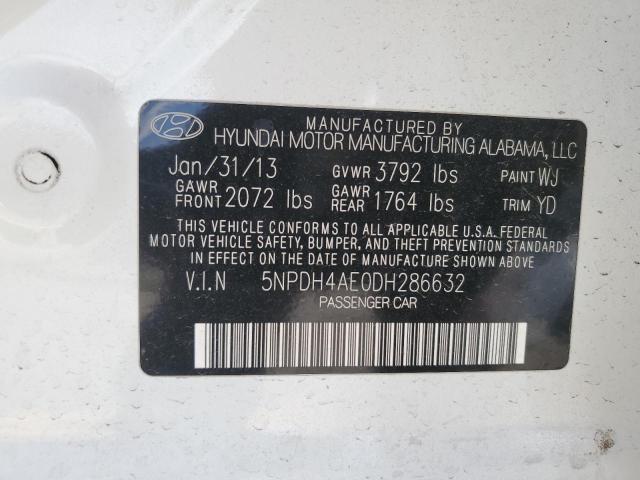 MANUFACTURED BY
HYUNDAI MOTOR MANUFACTURING ALABAMA, LLC
Jan/31/13 GVWR 3792 lbs PAINT WJ
GAWR FRONT 2072 lbs GAWR REAR 1764 lbs TRIM YD
THIS VEHICLE CONFORMS TO ALL APPLICABLE U.S.A. FEDERAL
MOTOR VEHICLE SAFETY, BUMPER, AND THEFT PREVENTION STANDARDS
IN EFFECT ON THE DATE OF MANUFACTURE SHOWN ABOVE.
V.I.N 5NPDH4AE0DH286632
PASSENGER CAR